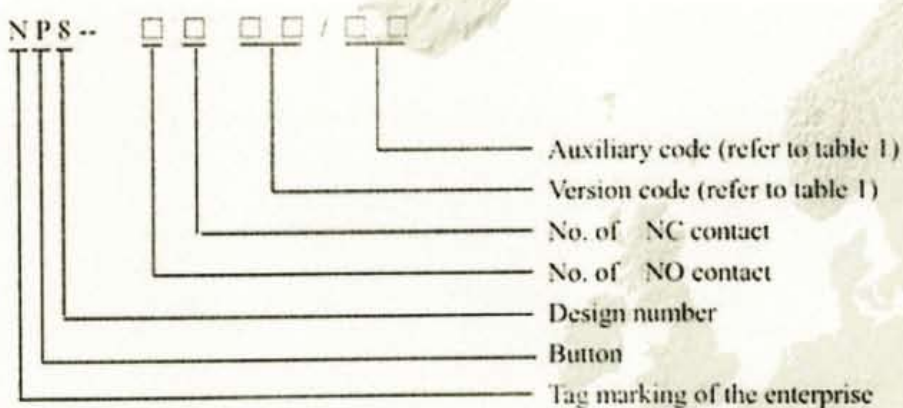 NP8-- □ □ □ □ / □ □
Auxiliary code (refer to table 1)
Version code (refer to table 1)
No. of NC contact
No. of NO contact
Design number
Button
Tag marking of the enterprise